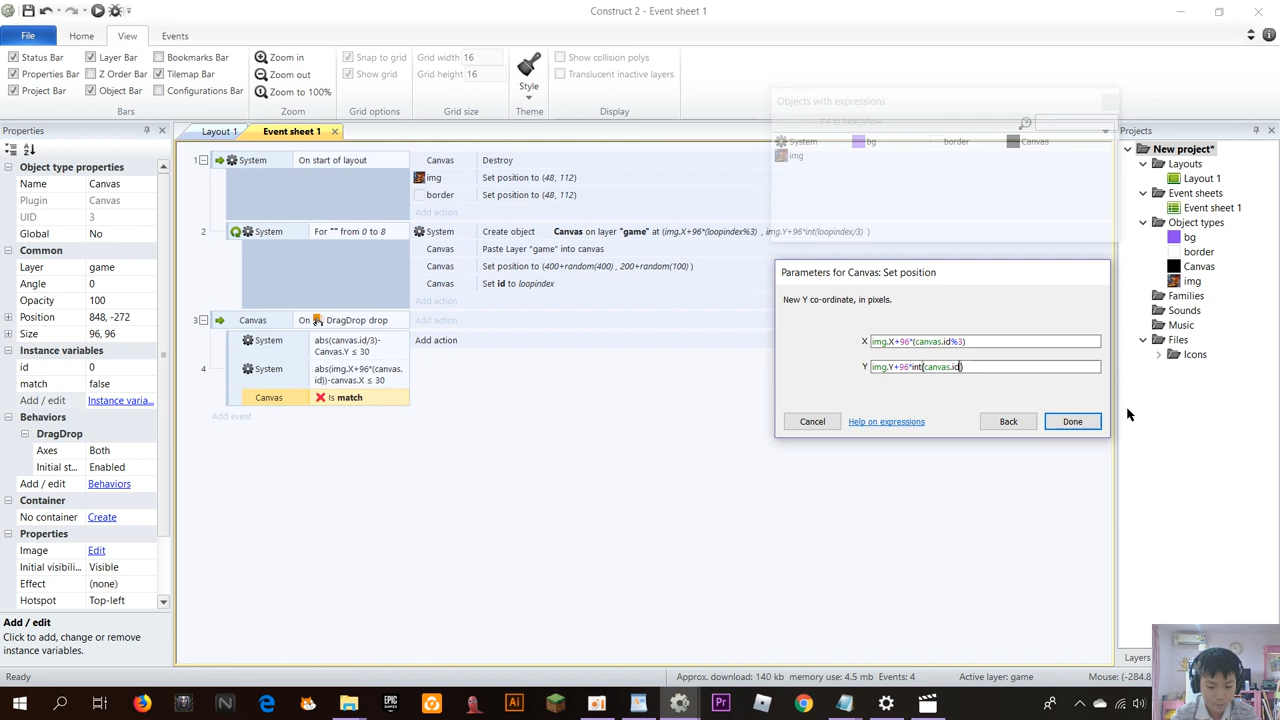 Construct 2 - Event sheet 1
File Home View Events
Status Bar Layer Bar Bookmarks Bar
Properties Bar Z Order Bar Tilemap Bar
Project Bar Object Bar Configurations Bar
Bars
Zoom in
Zoom out
Zoom to 100%
Zoom
Snap to grid
Show grid
Grid options
Grid width 16
Grid height 16
Grid size
Style
Theme
Show collision polys
Translucent inactive layers
Display
Properties
Object type properties
Name Canvas
Plugin Canvas
UID 3
Global No
Common
Layer game
Angle 0
Opacity 100
Position 848, -272
Size 96, 96
Instance variables
id 0
match false
Add / edit Instance varia...
Behaviors
DragDrop
Axes Both
Initial st... Enabled
Add / edit Behaviors
Container
No container Create
Properties
Image Edit
Initial visibili... Visible
Effect (none)
Hotspot Top-left
Add / edit
Click to add, change or remove
instance variables.
Layout 1 Event sheet 1
1 System On start of layout Canvas Destroy
img Set position to (48, 112)
border Set position to (48, 112)
Add action
2 System For "" from 0 to 8 System Create object Canvas on layer "game" at (img.X+96*(loopindex%3) , img.Y+96*int(loopindex/3) )
Canvas Paste Layer "game" into canvas
Canvas Set position to (400+random(400) , 200+random(100) )
Canvas Set id to loopindex
Add action
3 Canvas On DragDrop drop Add action
4 System abs(canvas.id/3)-
Canvas.Y ≤ 30 Add action
System abs(img.X+96*(canvas.
id))-canvas.X ≤ 30
Canvas Is match
Add event
Objects with expressions
F4 to hide/show
System bg border Canvas
img
Parameters for Canvas: Set position
New Y co-ordinate, in pixels.
X img.X+96*(canvas.id%3)
Y img.Y+96*int(canvas.id)
Cancel Help on expressions Back Done
Projects
New project*
Layouts
Layout 1
Event sheets
Event sheet 1
Object types
bg
border
Canvas
img
Families
Sounds
Music
Files
Icons
Layers
Ready Approx. download: 140 kb memory use: 4.5 mb Events: 4 Active layer: game Mouse: (-284.8
EPIC
GAMES
Ai
Pr